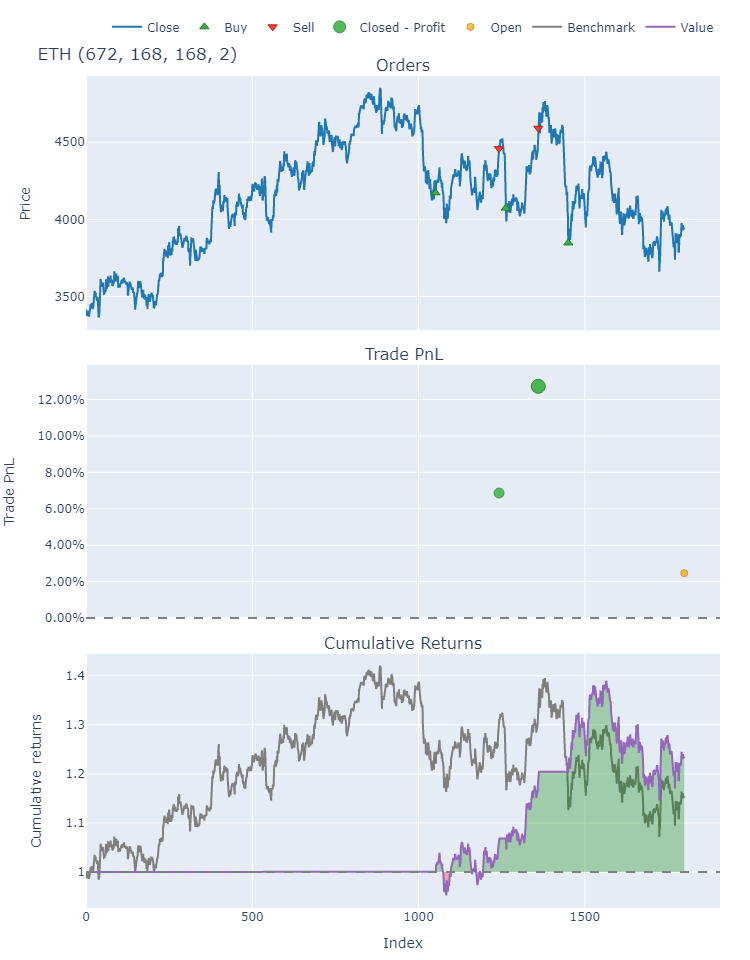 Close Buy Sell Closed - Profit Open Benchmark Value
ETH (672, 168, 168, 2)
Orders
Price
4500
4000
3500
Trade PnL
Trade PnL
12.00%
10.00%
8.00%
6.00%
4.00%
2.00%
0.00%
Cumulative Returns
Cumulative returns
1.4
1.3
1.2
1.1
1
0 500 1000 1500
Index